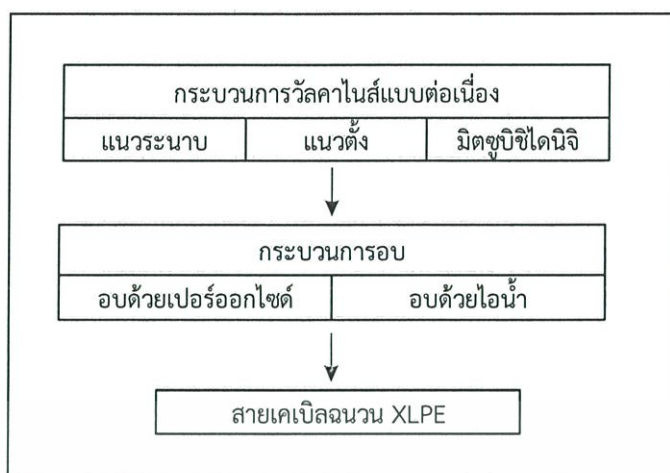 กระบวนการวัลคาไนส์แบบต่อเนื่อง
แนวระนาบ แนวตั้ง มิตซูบิชิไดนิจิ
กระบวนการอบ
อบด้วยเปอร์ออกไซด์ อบด้วยไอน้ำ
สายเคเบิลฉนวน XLPE